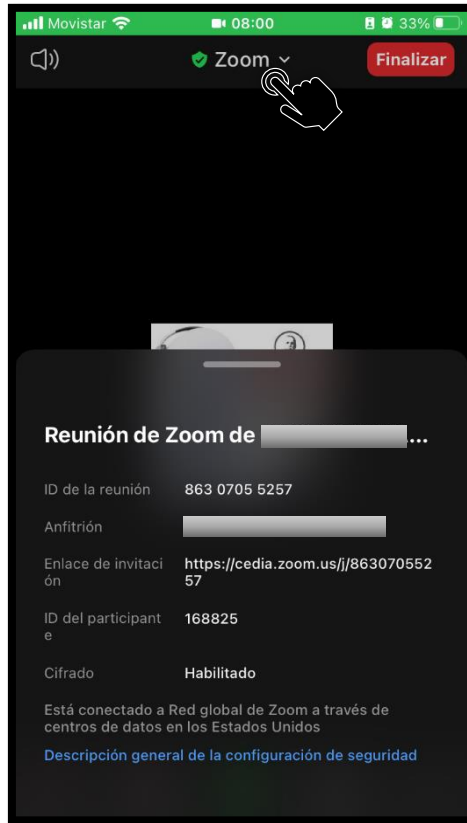 Movistar 08:00 33%
Zoom Finalizar
Reunión de Zoom de ...
ID de la reunión 863 0705 5257
Anfitrión
Enlace de invitaci https://cedia.zoom.us/j/863070552
ón 57
ID del participant 168825
e
Cifrado Habilitado
Está conectado a Red global de Zoom a través de
centros de datos en los Estados Unidos
Descripción general de la configuración de seguridad